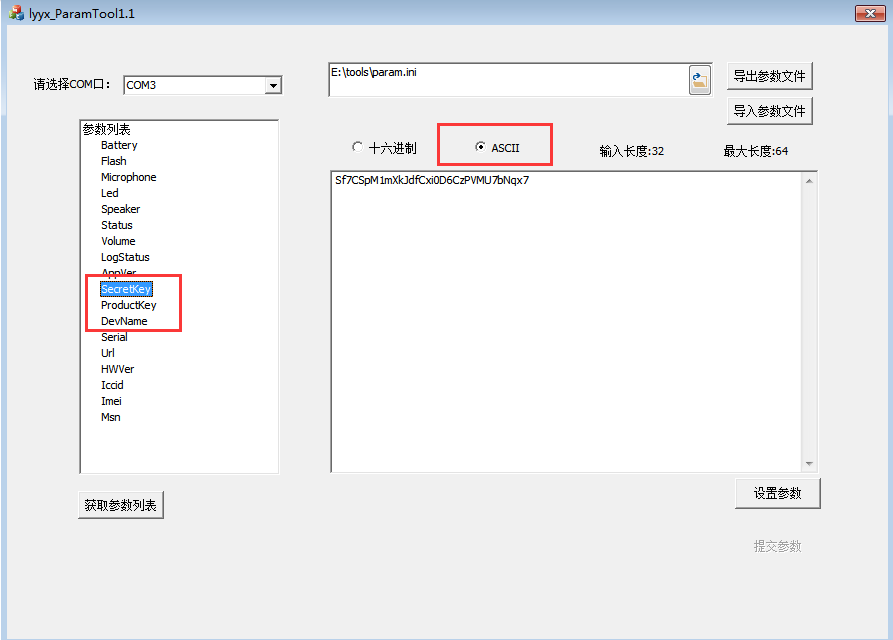 lyyx_ParamTool1.1
请选择COM口：
COM3
E:\tools\param.ini
导出参数文件
导入参数文件
十六进制
ASCII
输入长度:32
最大长度:64
参数列表
Battery
Flash
Microphone
Led
Speaker
Status
Volume
LogStatus
AppVer
SecretKey
ProductKey
DevName
Serial
Url
HWVer
Iccid
Imei
Msn
Sf7CSpM1mXkJdfCxi0D6CzPVMU7bNqx7
获取参数列表
设置参数
提交参数